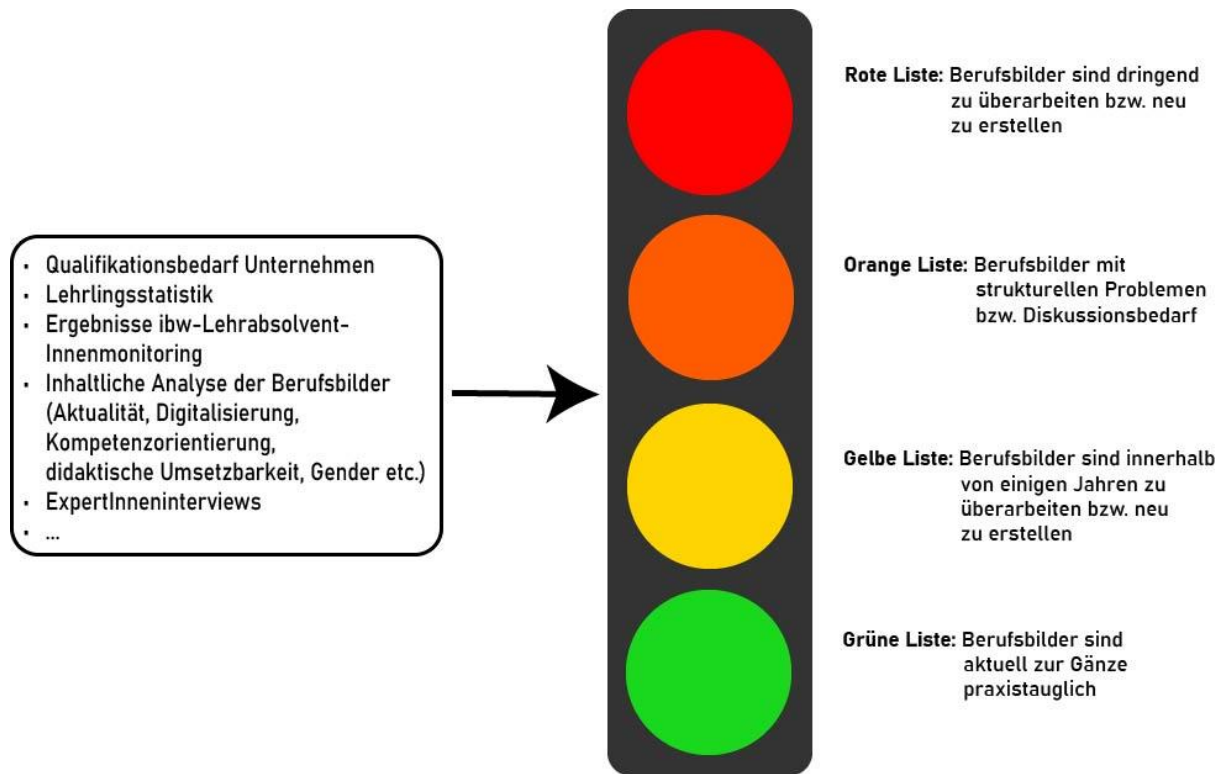 · Qualifikationsbedarf Unternehmen
· Lehrlingsstatistik
· Ergebnisse ibw-Lehrabsolvent-
Innenmonitoring
· Inhaltliche Analyse der Berufsbilder
(Aktualität, Digitalisierung,
Kompetenzorientierung,
didaktische Umsetzbarkeit, Gender etc.)
· ExpertInneninterviews
· ...
Rote Liste: Berufsbilder sind dringend
zu überarbeiten bzw. neu
zu erstellen
Orange Liste: Berufsbilder mit
strukturellen Problemen
bzw. Diskussionsbedarf
Gelbe Liste: Berufsbilder sind innerhalb
von einigen Jahren zu
überarbeiten bzw. neu
zu erstellen
Grüne Liste: Berufsbilder sind
aktuell zur Gänze
praxistauglich